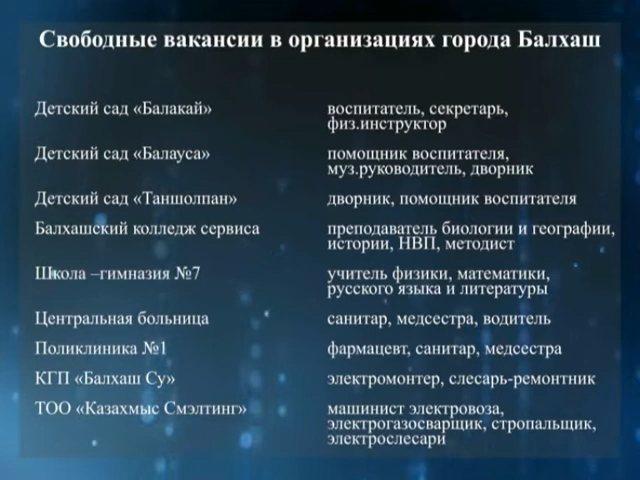 Свободные вакансии в организациях города Балхаш
Детский сад «Балакай» воспитатель, секретарь,
физ.инструктор
Детский сад «Балауса» помощник воспитателя,
муз.руководитель, дворник
Детский сад «Таншолпан» дворник, помощник воспитателя
Балхашский колледж сервиса преподаватель биологии и географии,
истории, НВП, методист
Школа –гимназия №7 учитель физики, математики,
русского языка и литературы
Центральная больница санитар, медсестра, водитель
Поликлиника №1 фармацевт, санитар, медсестра
КГП «Балхаш Су» электромонтер, слесарь-ремонтник
ТОО «Казахмыс Смэлтинг» машинист электровоза,
электрогазосварщик, стропальщик,
электрослесари